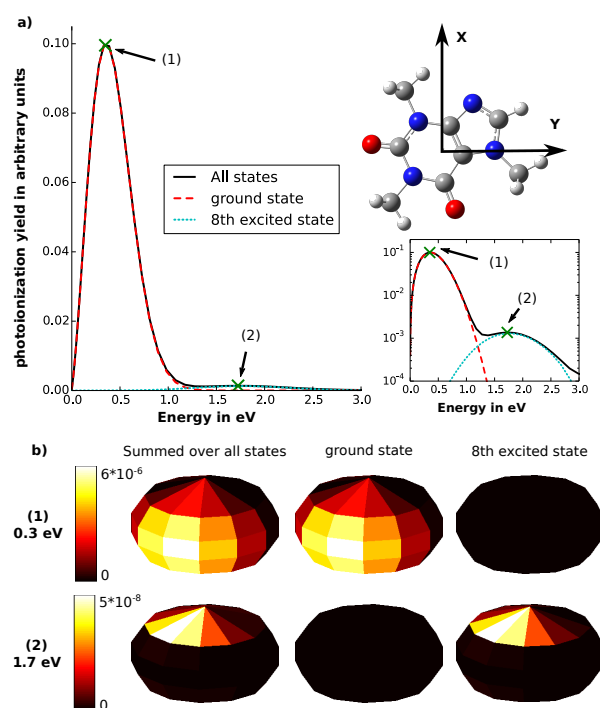 a)
photoionization yield in arbitrary units
0.10
0.08
0.06
0.04
0.02
0.00
0.0 0.5 1.0 1.5 2.0 2.5 3.0
Energy in eV
(1)
(2)
All states
ground state
8th excited state
X
Y
10⁻¹
10⁻²
10⁻³
10⁻⁴
0.0 0.5 1.0 1.5 2.0 2.5 3.0
Energy in eV
(1)
(2)
b)
Summed over all states ground state 8th excited state
(1)
0.3 eV
6*10⁻⁶
0
(2)
1.7 eV
5*10⁻⁸
0